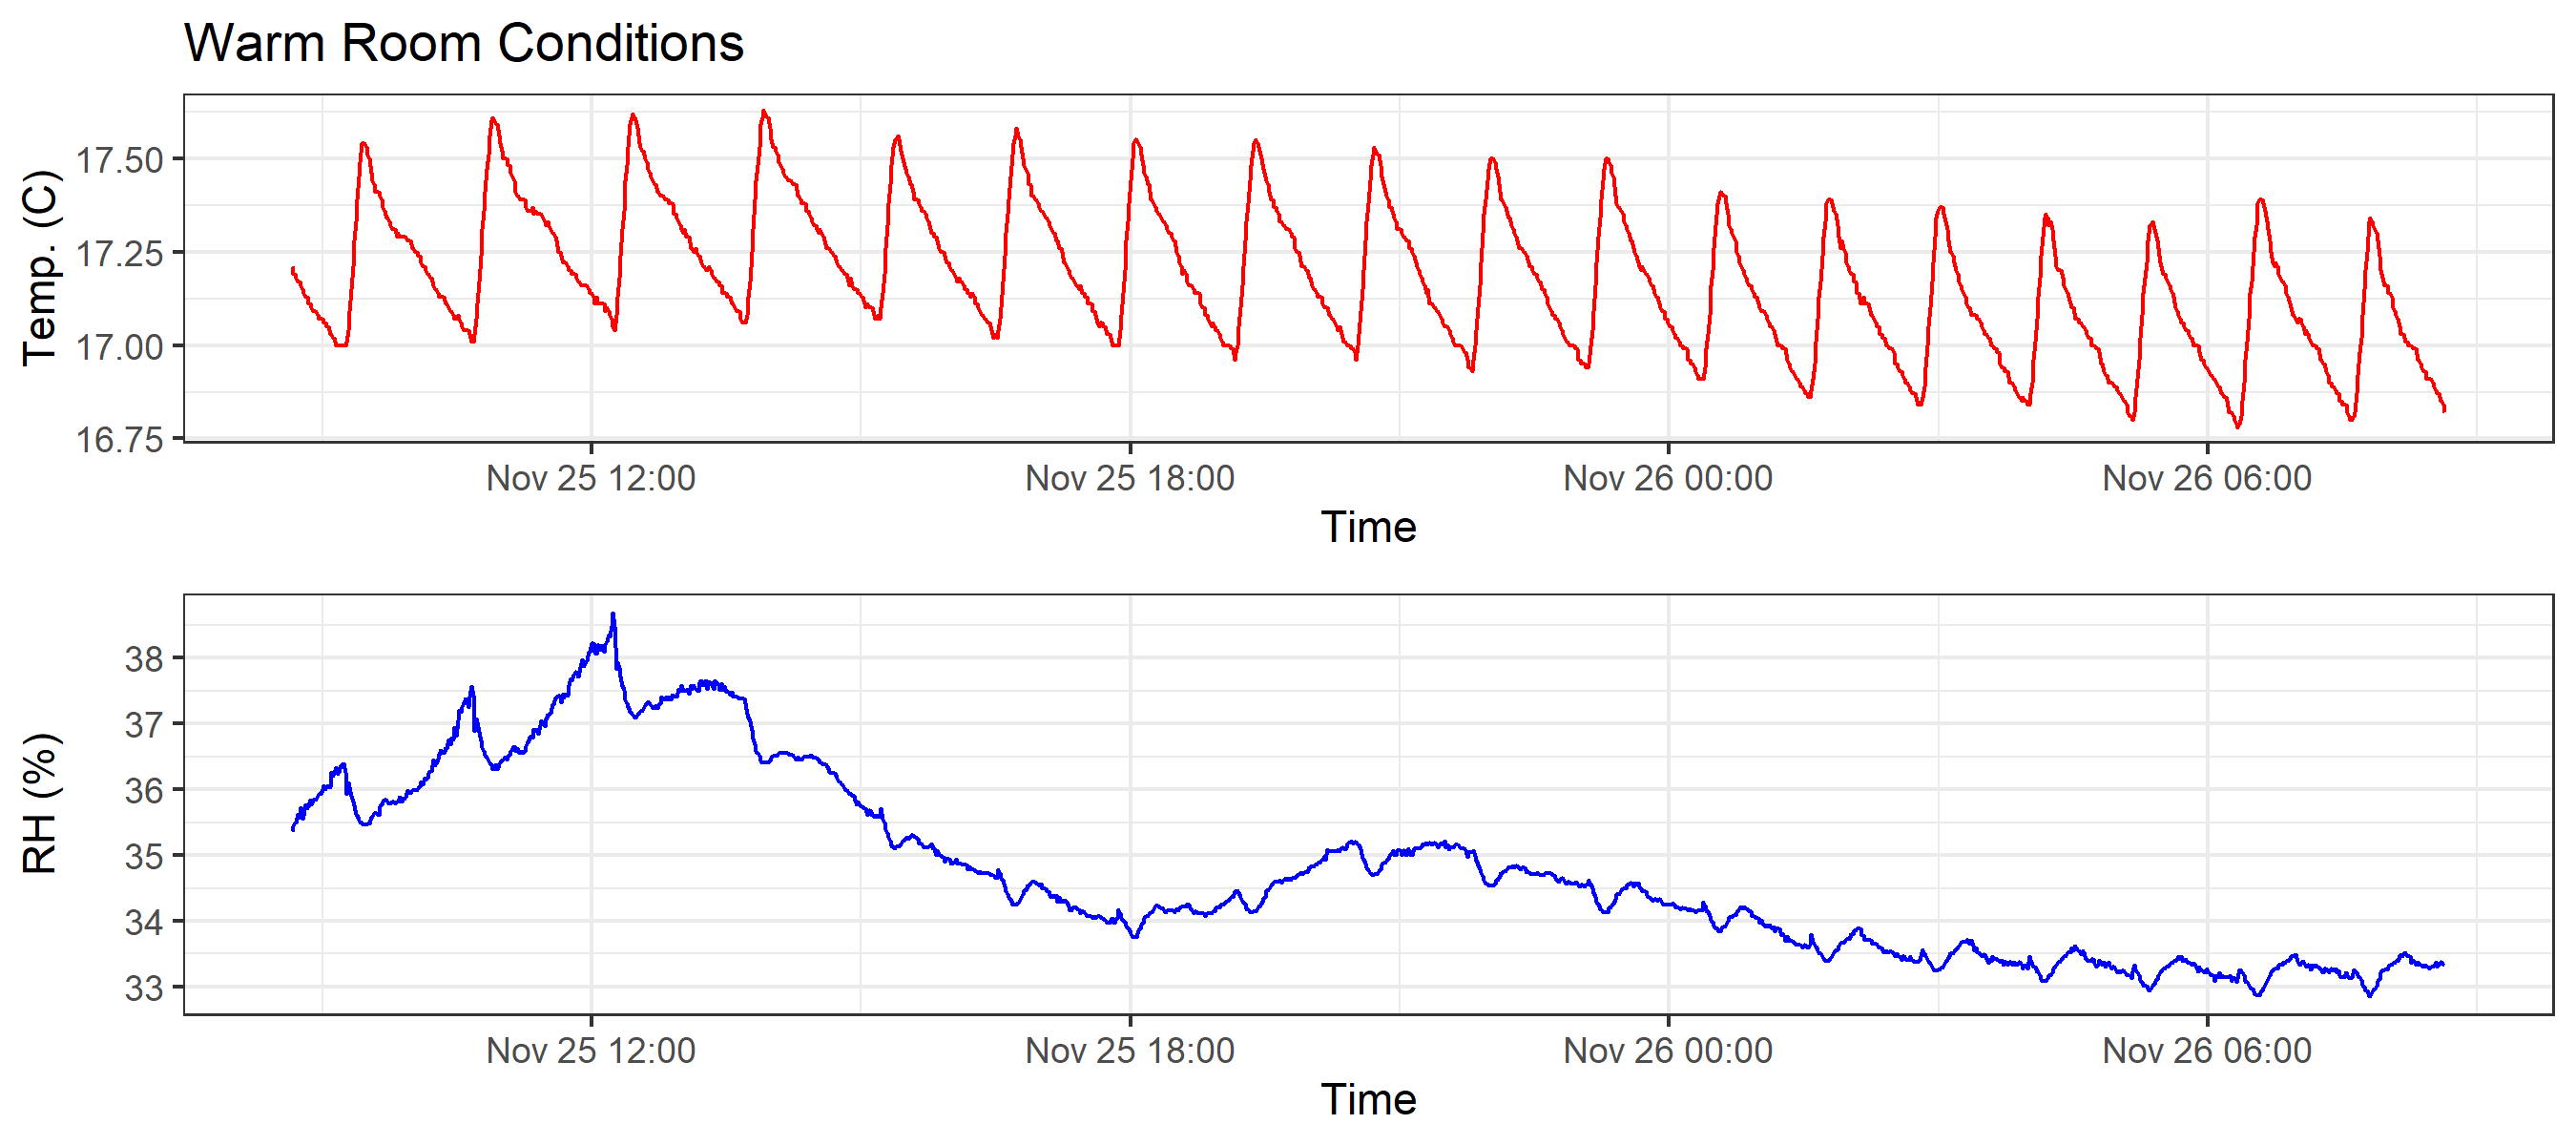 Warm Room Conditions
Temp. (C)
17.50
17.25
17.00
16.75
Nov 25 12:00 Nov 25 18:00 Nov 26 00:00 Nov 26 06:00
Time
RH (%)
38
37
36
35
34
33
Nov 25 12:00 Nov 25 18:00 Nov 26 00:00 Nov 26 06:00
Time